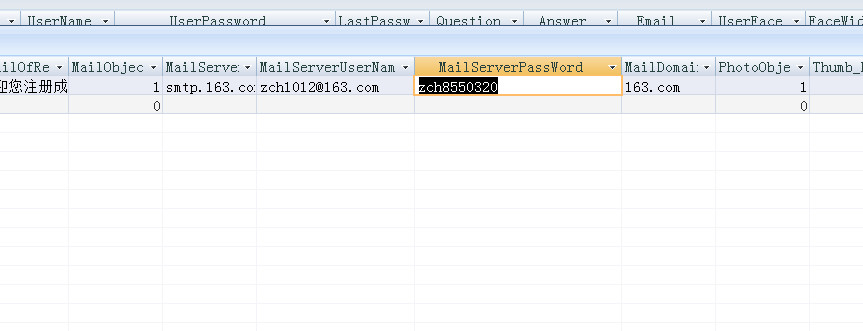 UserName UserPassword LastPassw Question Answer Email UserFace FaceWid
ilOfRe MailObjec MailServe MailServerUserNam MailServerPassWord MailDomai PhotoObje Thumb_
迎您注册成 1 smtp.163.co zch1012@163.com zch8550320 163.com 1
0 0